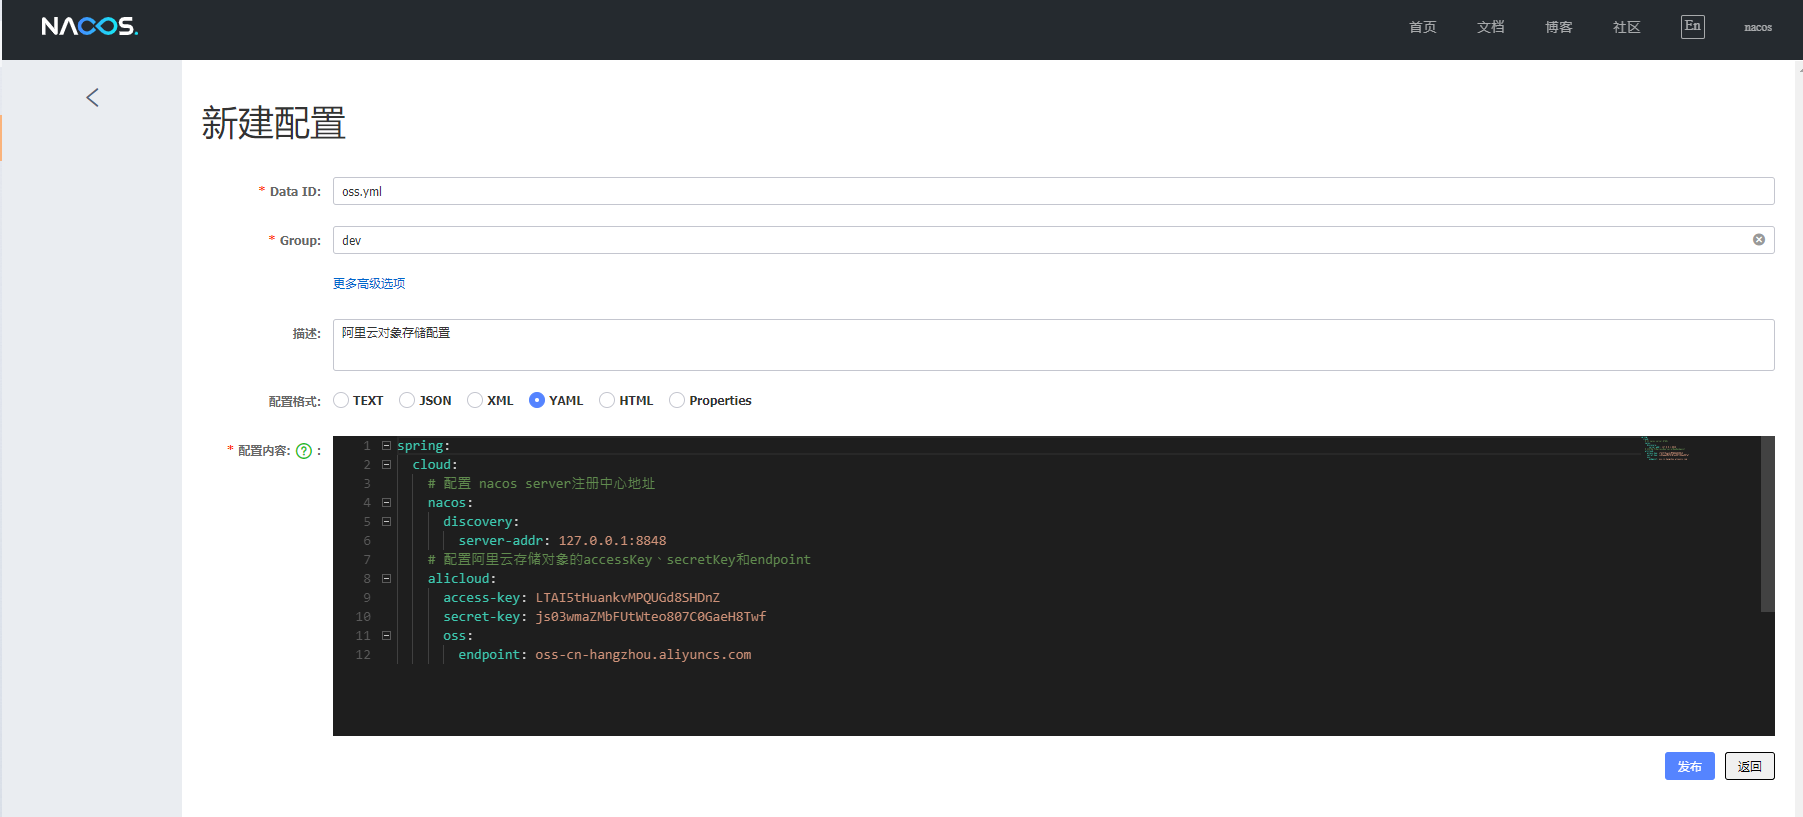 NACOS.
首页 文档 博客 社区 En nacos
新建配置
* Data ID: oss.yml
* Group: dev
更多高级选项
描述: 阿里云对象存储配置
配置格式: TEXT JSON XML YAML HTML Properties
* 配置内容: ? :
1 spring:
2 cloud:
3 # 配置 nacos server注册中心地址
4 nacos:
5 discovery:
6 server-addr: 127.0.0.1:8848
7 # 配置阿里云存储对象的accessKey、secretKey和endpoint
8 alicloud:
9 access-key: LTAI5tHuankvMPQUGd8SHDnZ
10 secret-key: js03wmaZMbFUtWteo807C0GaeH8Twf
11 oss:
12 endpoint: oss-cn-hangzhou.aliyuncs.com
发布 返回